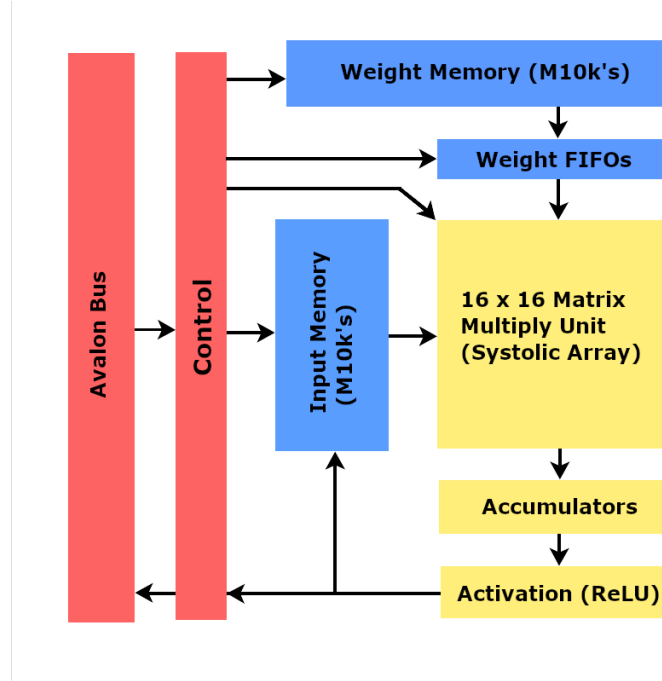 Weight Memory (M10k's)
Weight FIFOs
Avalon Bus
Control
Input Memory
(M10k's)
16 x 16 Matrix
Multiply Unit
(Systolic Array)
Accumulators
Activation (ReLU)